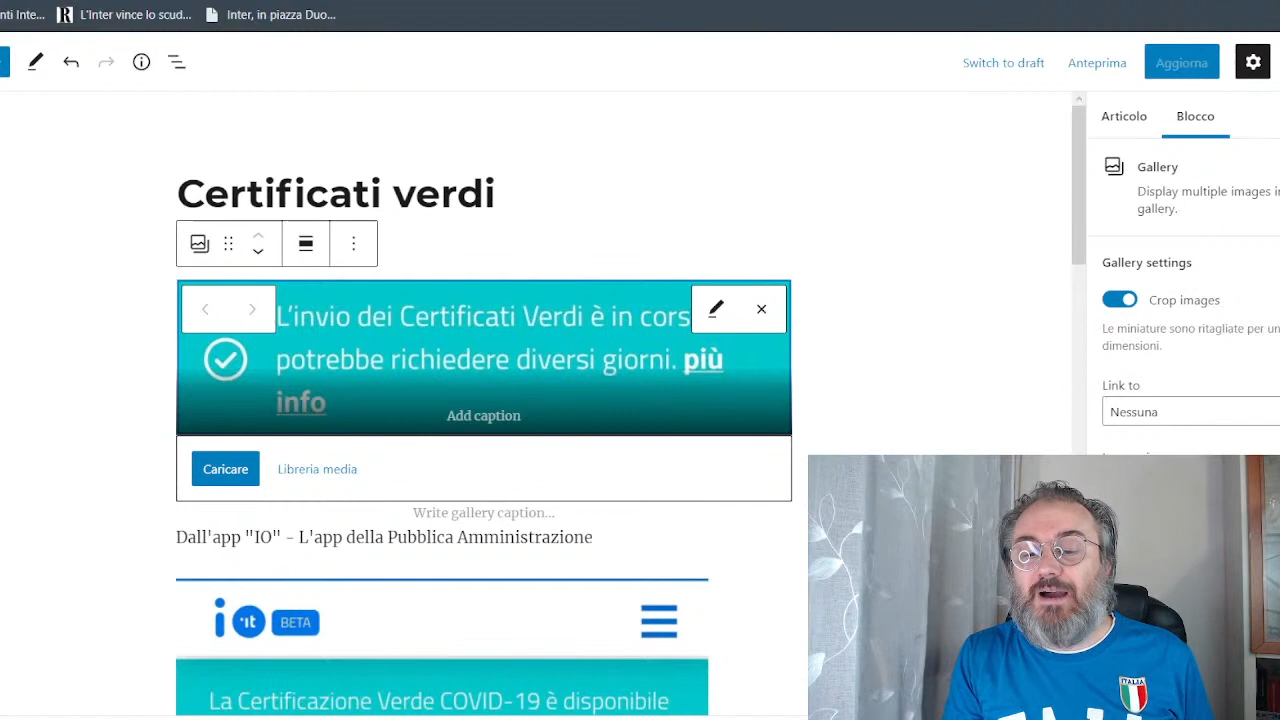 nti Inte...
L'Inter vince lo scud...
Inter, in piazza Duo...
Switch to draft
Anteprima
Aggiorna
Articolo
Blocco
Certificati verdi
Gallery
Display multiple images in
gallery.
Gallery settings
Crop images
Le miniature sono ritagliate per un
dimensioni.
Link to
Nessuna
L'invio dei Certificati Verdi è in cors
potrebbe richiedere diversi giorni. più
info
Add caption
Caricare
Libreria media
Write gallery caption...
Dall'app "IO" - L'app della Pubblica Amministrazione
io
BETA
La Certificazione Verde COVID-19 è disponibile
ITALIA